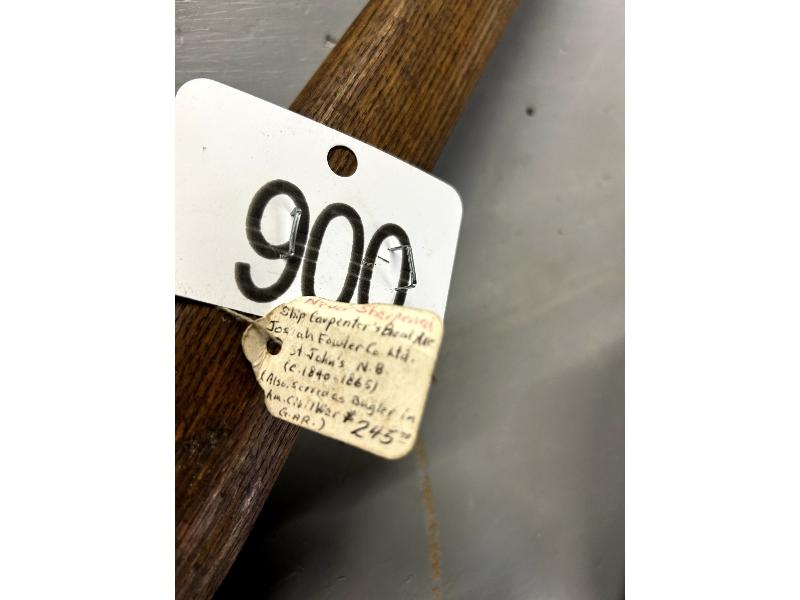 900
Never Sharpened
Ship Carpenter's Broad Axe
Josiah Fowler Co Ltd.
St John's N.B.
(c. 1840-1865)
(Also served as Bugler in
Am. Civil War
G.A.R.) $245.00